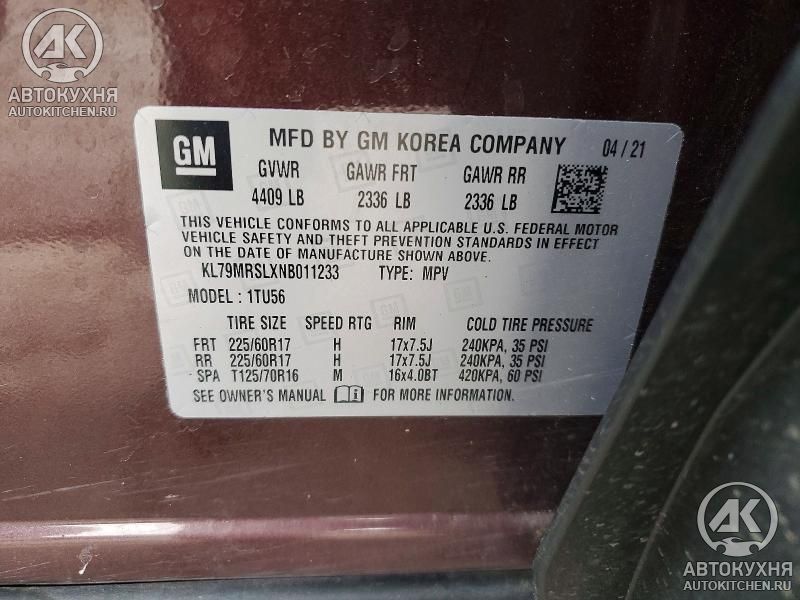 AK
АВТОКУХНЯ
AUTOKITCHEN.RU
GM
MFD BY GM KOREA COMPANY 04 / 21
GVWR GAWR FRT GAWR RR
4409 LB 2336 LB 2336 LB
THIS VEHICLE CONFORMS TO ALL APPLICABLE U.S. FEDERAL MOTOR
VEHICLE SAFETY AND THEFT PREVENTION STANDARDS IN EFFECT
ON THE DATE OF MANUFACTURE SHOWN ABOVE.
KL79MRSLXNB011233 TYPE: MPV
MODEL : 1TU56
TIRE SIZE SPEED RTG RIM COLD TIRE PRESSURE
FRT 225/60R17 H 17x7.5J 240KPA, 35 PSI
RR 225/60R17 H 17x7.5J 240KPA, 35 PSI
SPA T125/70R16 M 16x4.0BT 420KPA, 60 PSI
SEE OWNER'S MANUAL FOR MORE INFORMATION.
AK
АВТОКУХНЯ
AUTOKITCHEN.RU